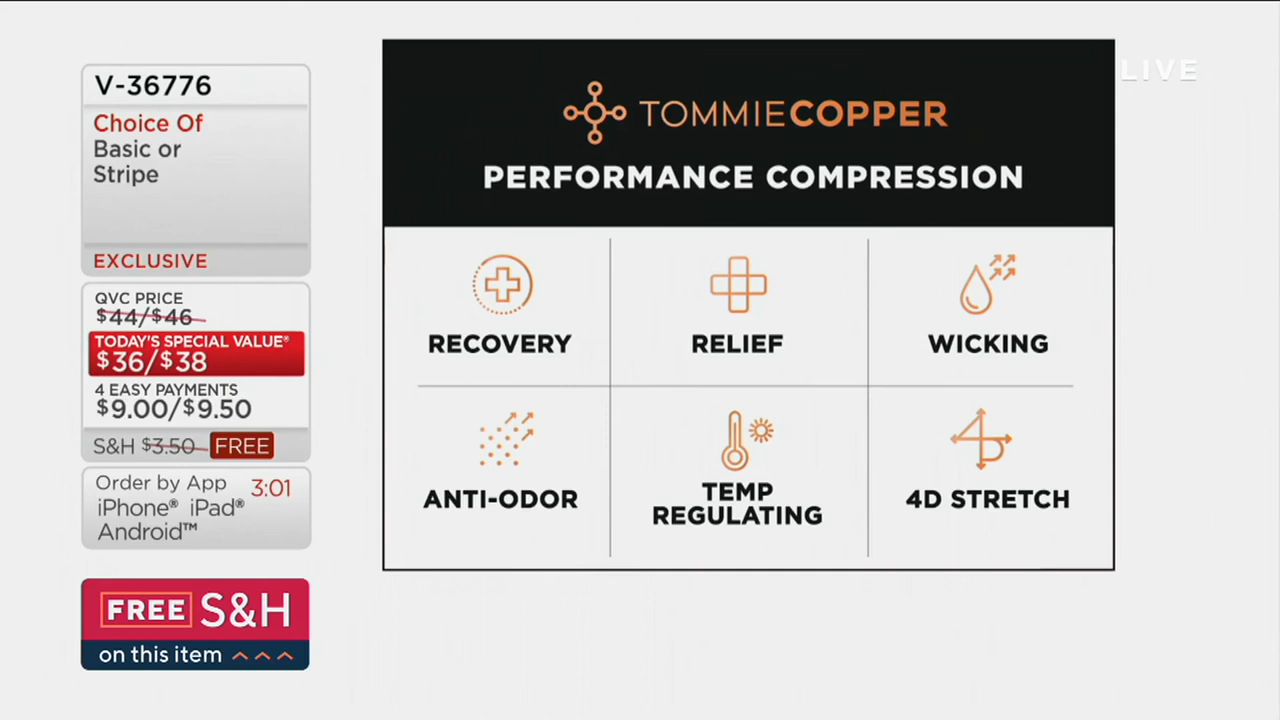 V-36776
Choice Of
Basic or
Stripe
EXCLUSIVE
QVC PRICE
$44/$46
TODAY'S SPECIAL VALUE®
$36/$38
4 EASY PAYMENTS
$9.00/$9.50
S&H $3.50 FREE
Order by App 3:01
iPhone® iPad®
Android™
FREE S&H
on this item
LIVE
TOMMIECOPPER
PERFORMANCE COMPRESSION
RECOVERY
RELIEF
WICKING
ANTI-ODOR
TEMP
REGULATING
4D STRETCH